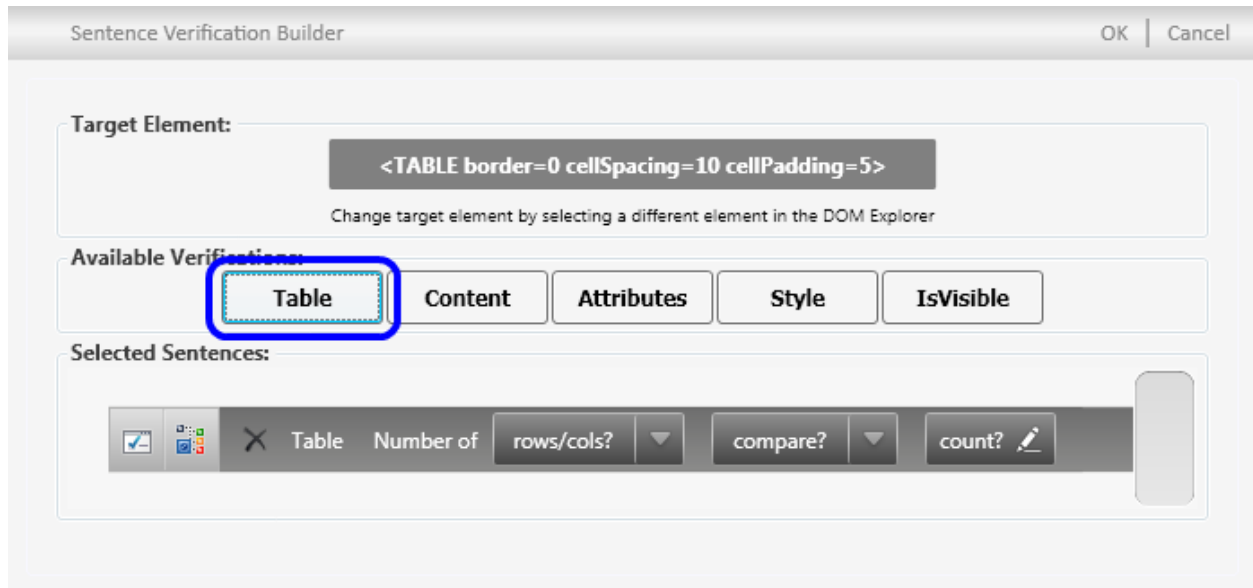 Sentence Verification Builder OK Cancel
Target Element:
<TABLE border=0 cellSpacing=10 cellPadding=5>
Change target element by selecting a different element in the DOM Explorer
Available Verifications:
Table Content Attributes Style IsVisible
Selected Sentences:
Table Number of rows/cols? compare? count?